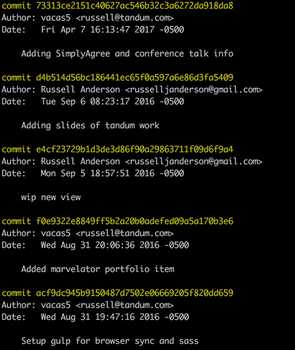 commit 73313ce2151c40627ac546b32c3a6272da918da8
Author: vacas5 <russell@tandum.com>
Date:   Fri Apr 7 16:13:47 2017 -0500
Adding SimplyAgree and conference talk info
commit d4b514d56bc186441ec65f0a597a6e86d3fa5409
Author: Russell Anderson <russelljanderson@gmail.com>
Date:   Tue Sep 6 08:23:17 2016 -0500
Adding slides of tandum work
commit e4cf23729b1d3de3d86f90a29863711f09d6f9a4
Author: Russell Anderson <russelljanderson@gmail.com>
Date:   Mon Sep 5 18:57:51 2016 -0500
wip new view
commit f0e9322e8849ff5b2a20b0adefed09a5a170b3e6
Author: vacas5 <russell@tandum.com>
Date:   Wed Aug 31 20:06:36 2016 -0500
Added marvelator portfolio item
commit acf9dc945b9150487d7502e06669205f820dd659
Author: vacas5 <russell@tandum.com>
Date:   Wed Aug 31 19:47:16 2016 -0500
Setup gulp for browser sync and sass